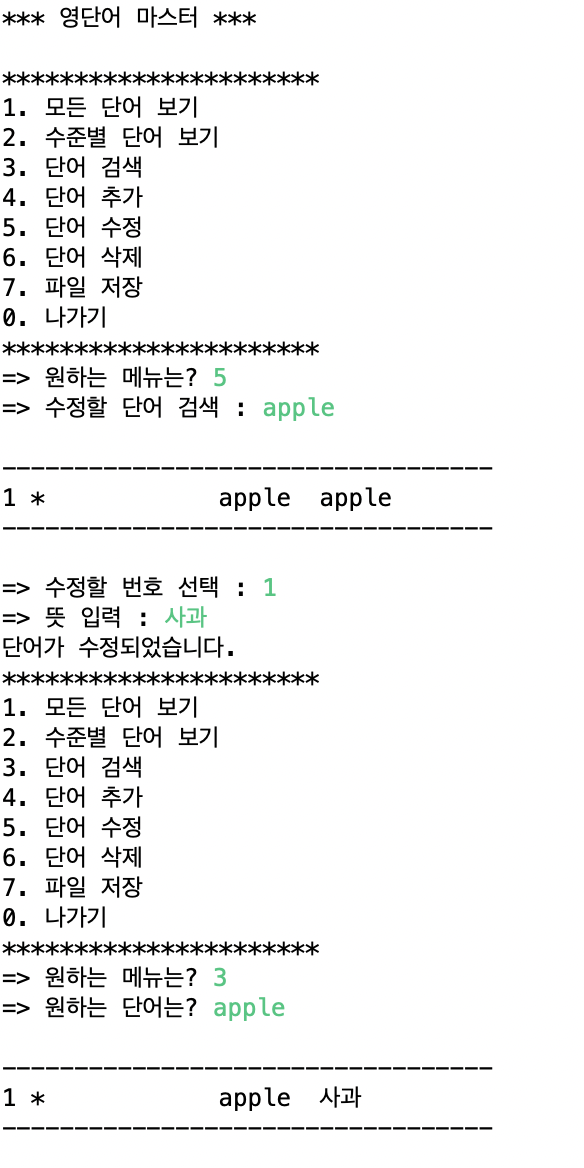 *** 영단어 마스터 ***
**********************
1. 모든 단어 보기
2. 수준별 단어 보기
3. 단어 검색
4. 단어 추가
5. 단어 수정
6. 단어 삭제
7. 파일 저장
0. 나가기
**********************
=> 원하는 메뉴는? 5
=> 수정할 단어 검색 : apple
----------------------------------
1 *            apple  apple
----------------------------------
=> 수정할 번호 선택 : 1
=> 뜻 입력 : 사과
단어가 수정되었습니다.
**********************
1. 모든 단어 보기
2. 수준별 단어 보기
3. 단어 검색
4. 단어 추가
5. 단어 수정
6. 단어 삭제
7. 파일 저장
0. 나가기
**********************
=> 원하는 메뉴는? 3
=> 원하는 단어는? apple
----------------------------------
1 *            apple  사과
----------------------------------